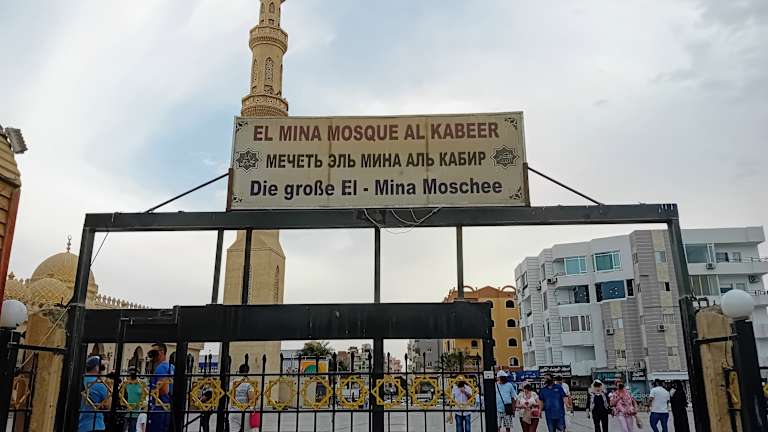 EL MINA MOSQUE AL KABEER
МЕЧЕТЬ ЭЛЬ МИНА АЛЬ КАБИР
Die große El - Mina Moschee